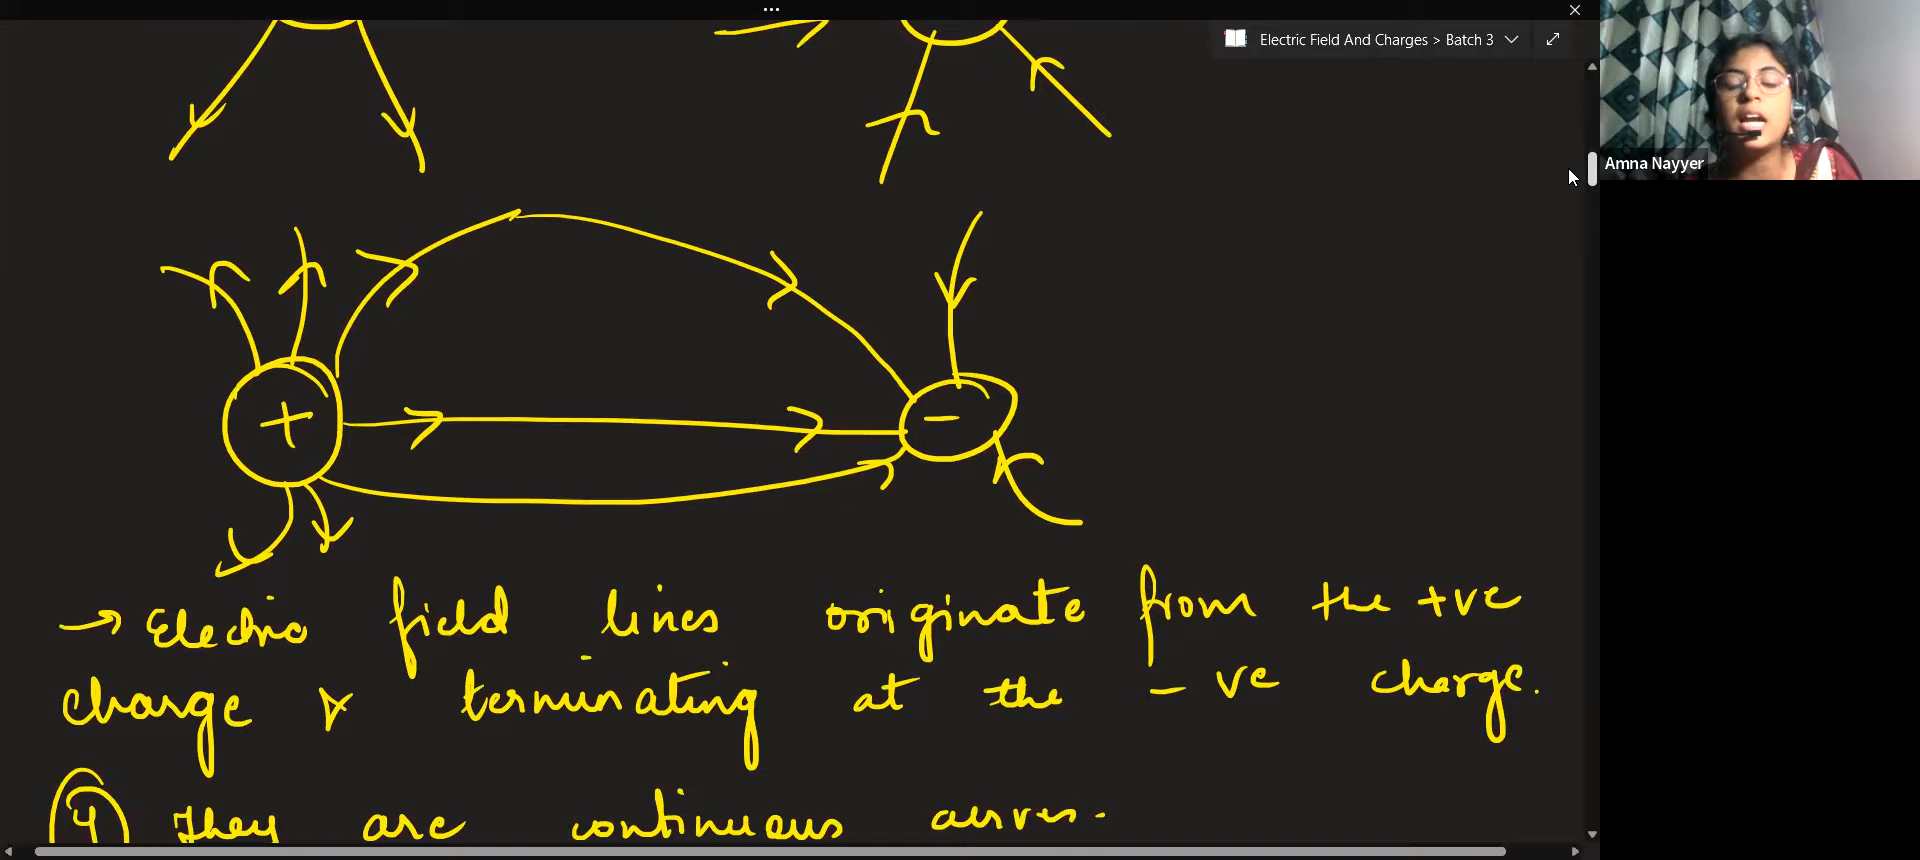 Electric Field And Charges > Batch 3
Amna Nayyer
+
−
→ Electric field lines originate from the +ve
charge & terminating at the -ve charge.
4 They are continuous curves.